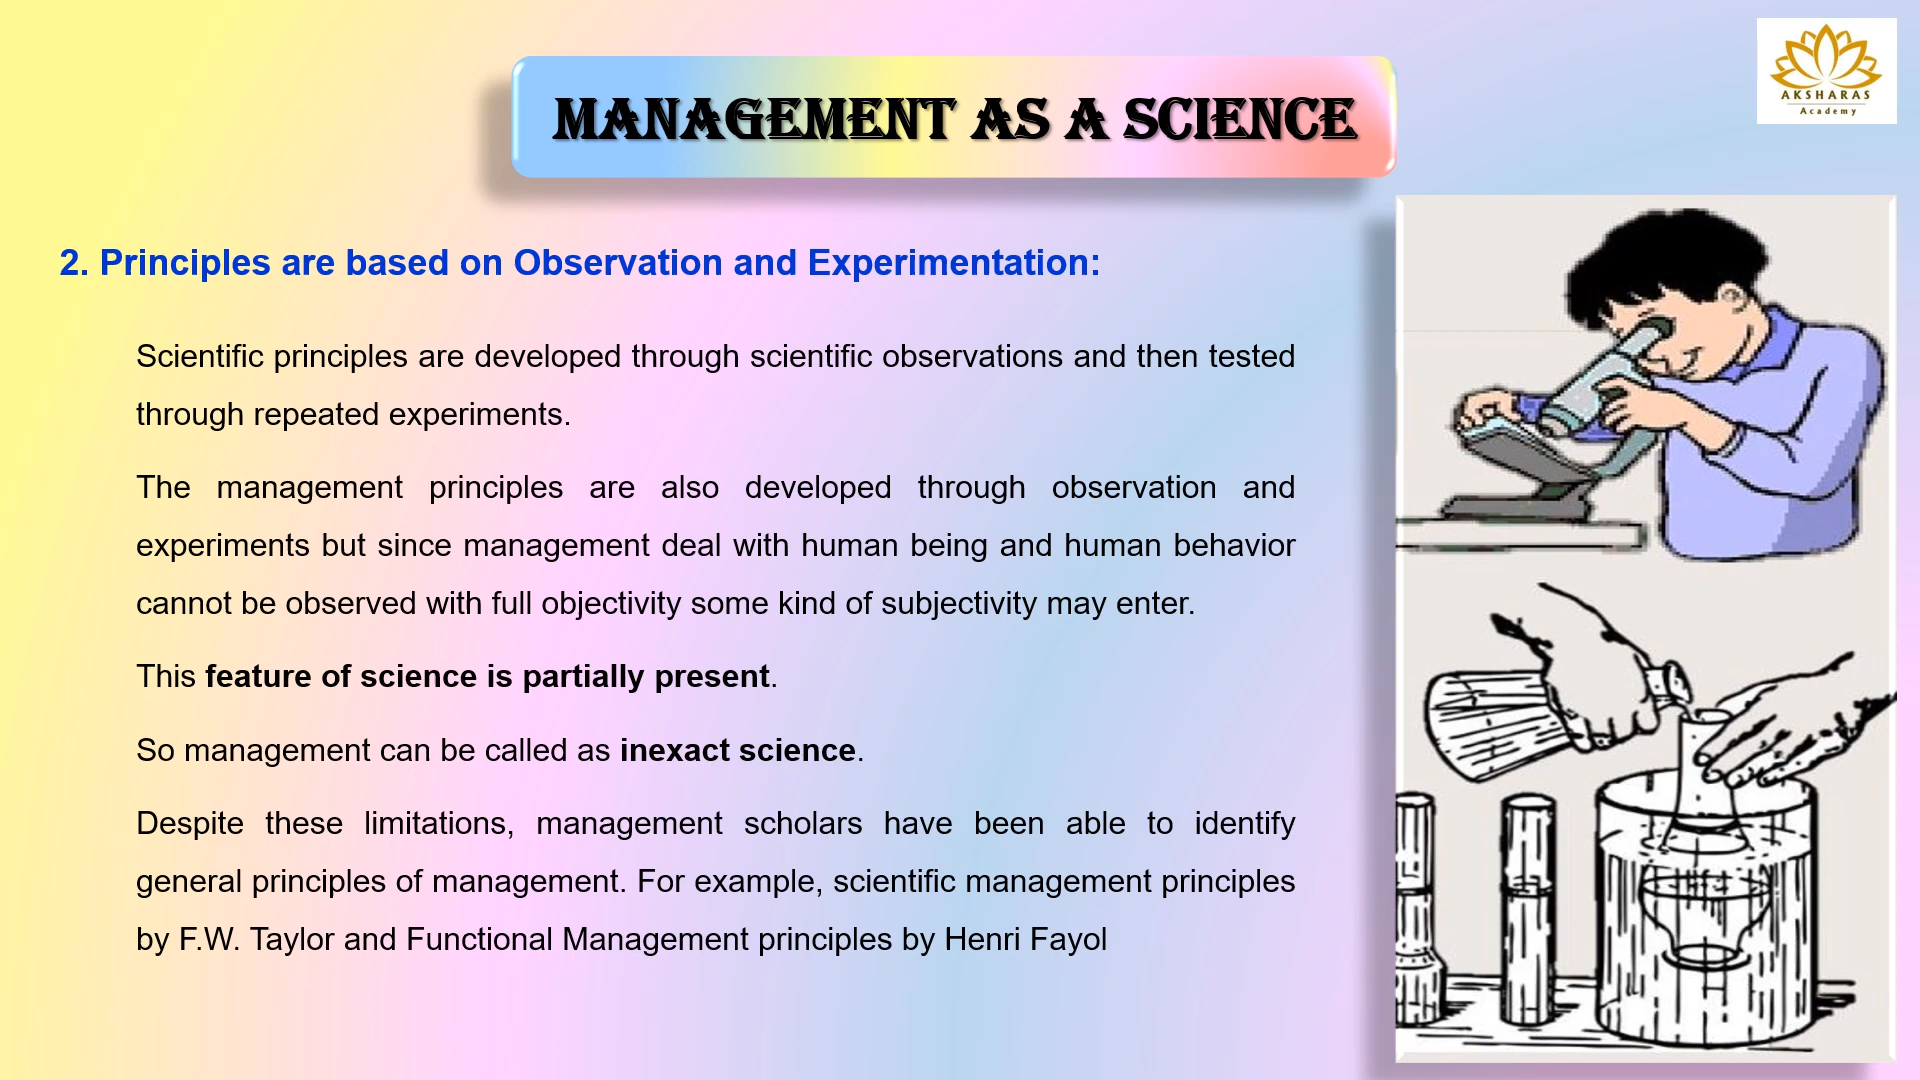 MANAGEMENT AS A SCIENCE
AKSHARAS
Academy
2. Principles are based on Observation and Experimentation:
Scientific principles are developed through scientific observations and then tested
through repeated experiments.
The management principles are also developed through observation and
experiments but since management deal with human being and human behavior
cannot be observed with full objectivity some kind of subjectivity may enter.
This feature of science is partially present.
So management can be called as inexact science.
Despite these limitations, management scholars have been able to identify
general principles of management. For example, scientific management principles
by F.W. Taylor and Functional Management principles by Henri Fayol